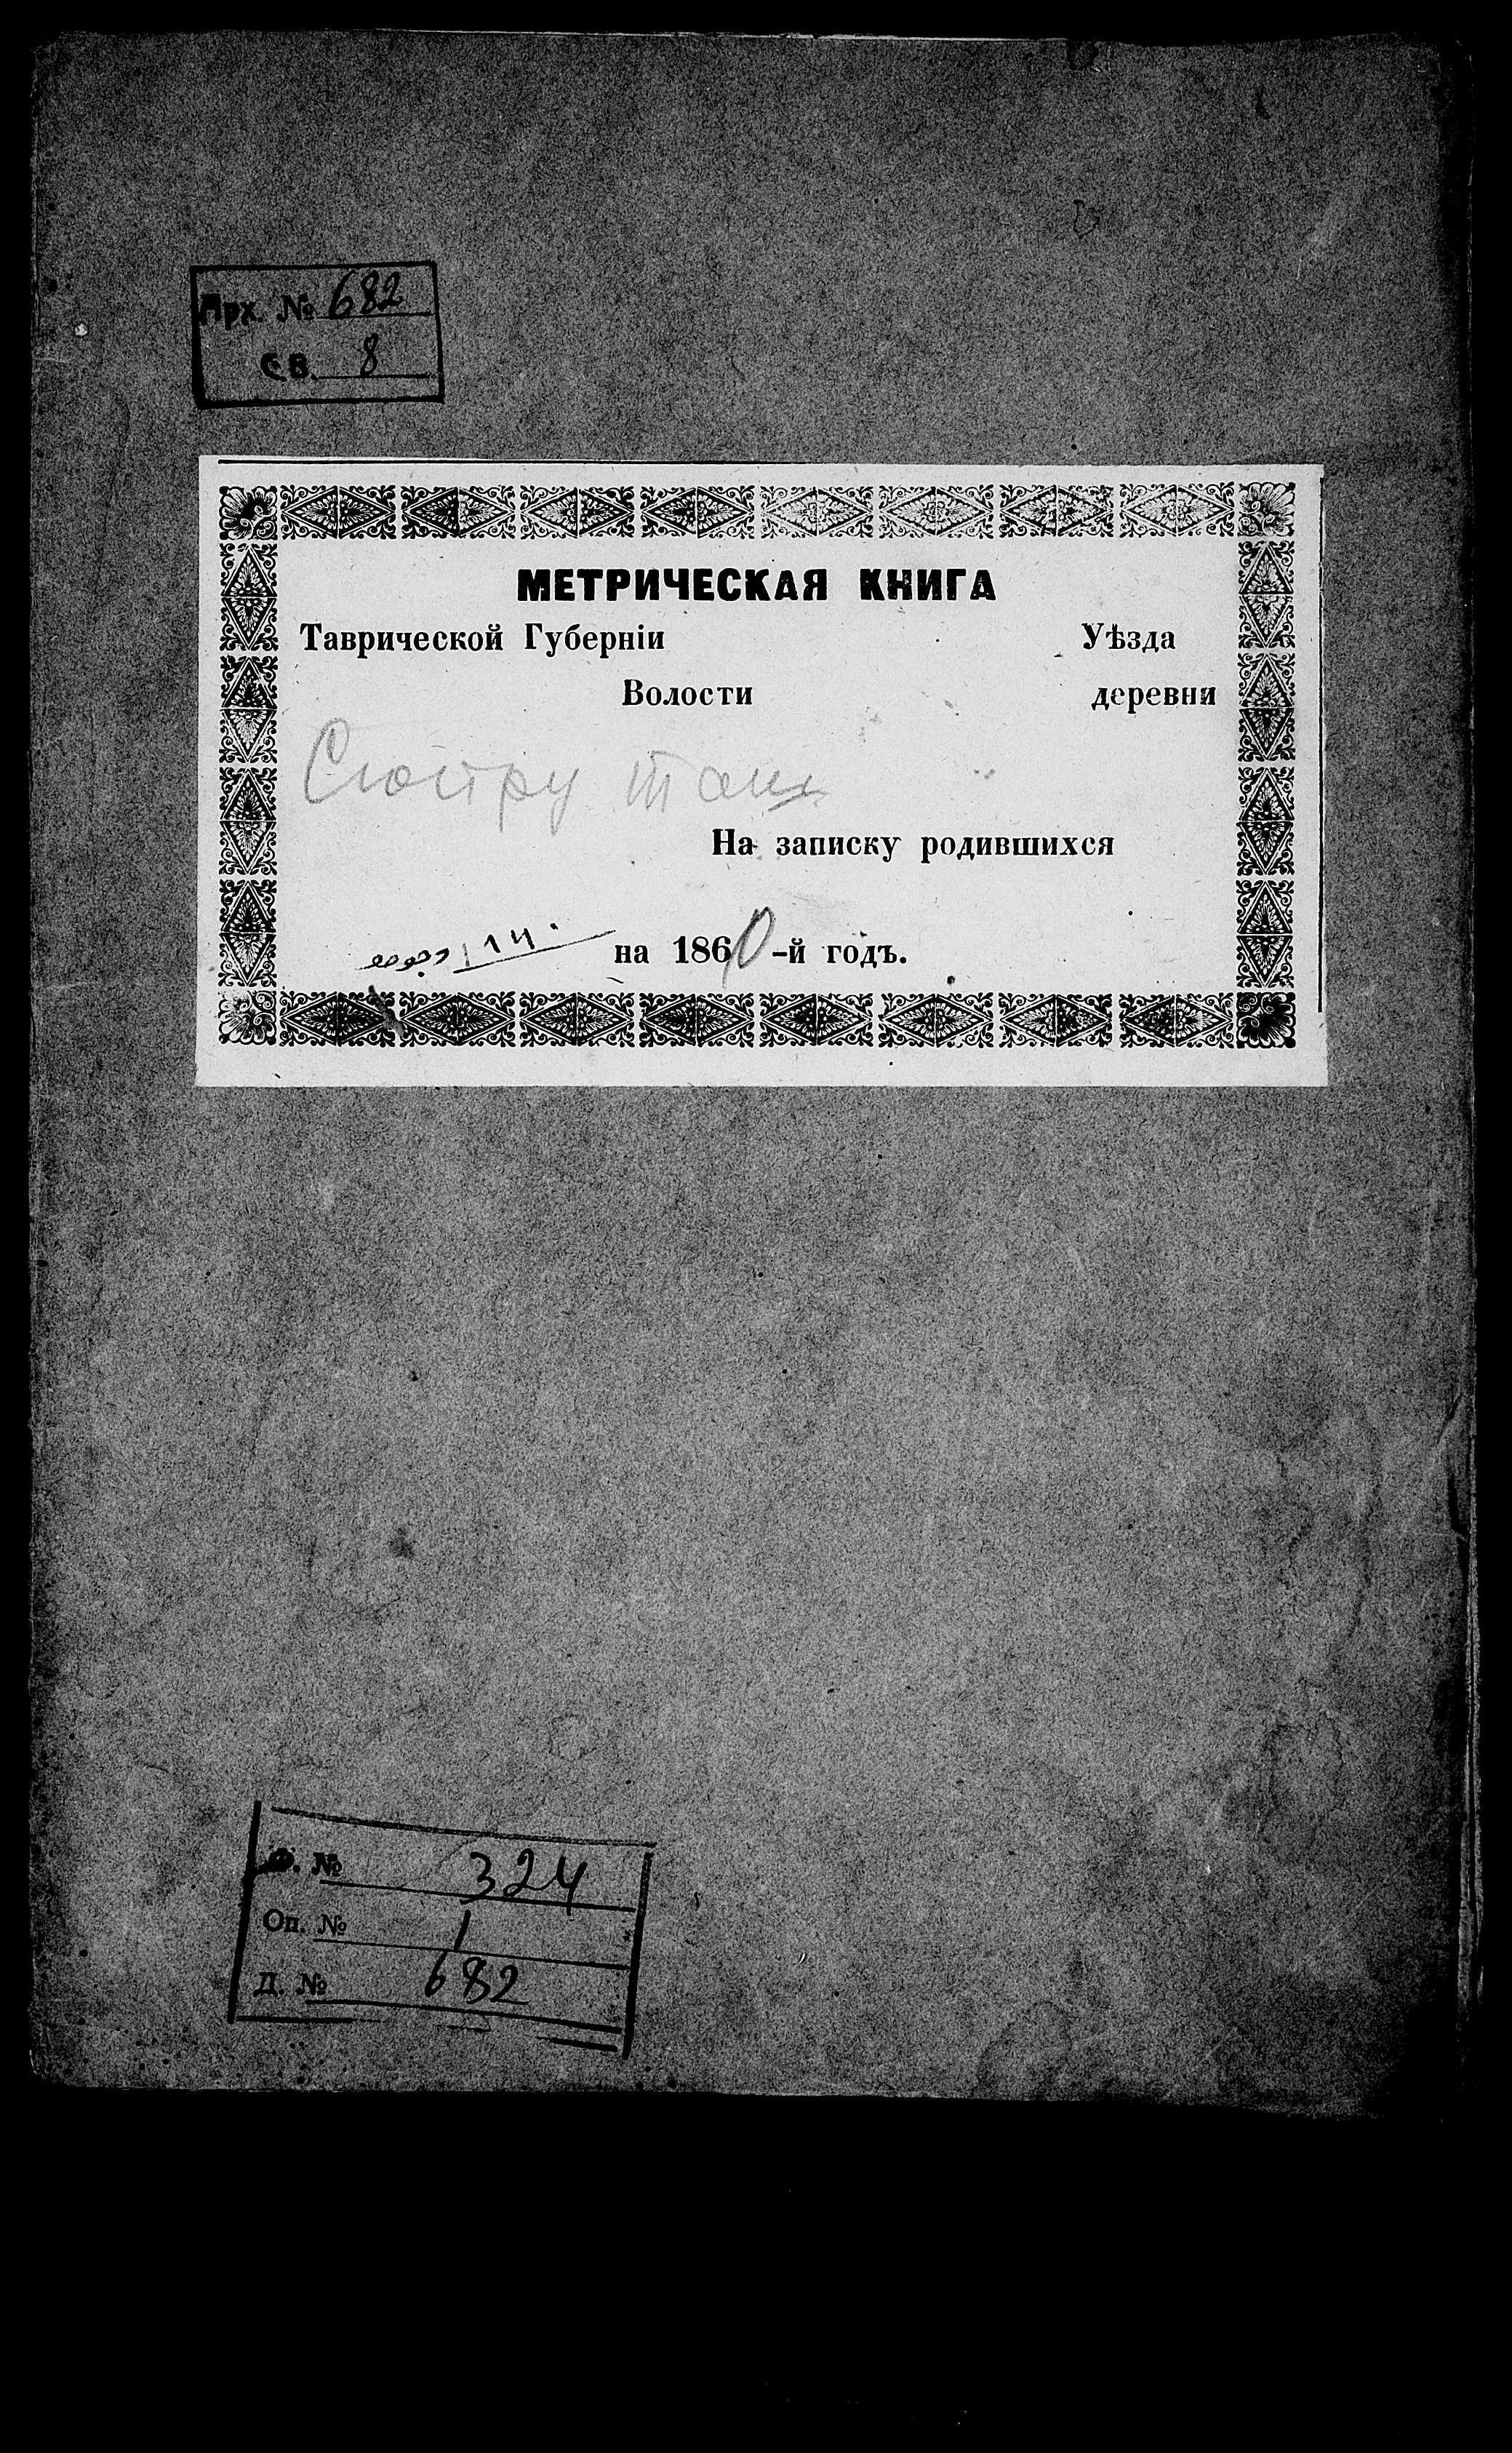 Арх. № 682
СВ. 8
МЕТРИЧЕСКАЯ КНИГА
Таврической Губерніи Уѣзда
Волости деревни
Сюйру Таш
На записку родившихся
на 1860-й годъ.
Ф. № 324
Оп. № 1
Д. № 682